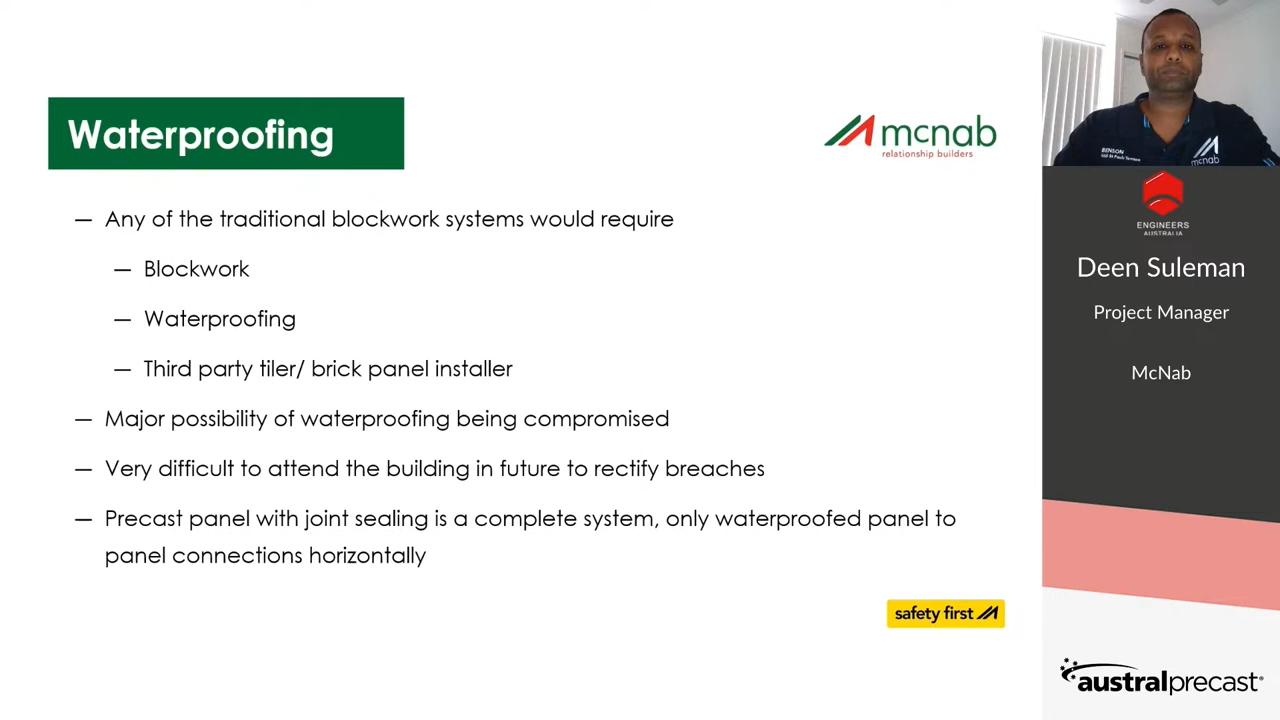 Waterproofing
mcnab
relationship builders
— Any of the traditional blockwork systems would require
— Blockwork
— Waterproofing
— Third party tiler/ brick panel installer
— Major possibility of waterproofing being compromised
— Very difficult to attend the building in future to rectify breaches
— Precast panel with joint sealing is a complete system, only waterproofed panel to
panel connections horizontally
safety first
BENSON
mcnab
ENGINEERS
AUSTRALIA
Deen Suleman
Project Manager
McNab
australprecast®